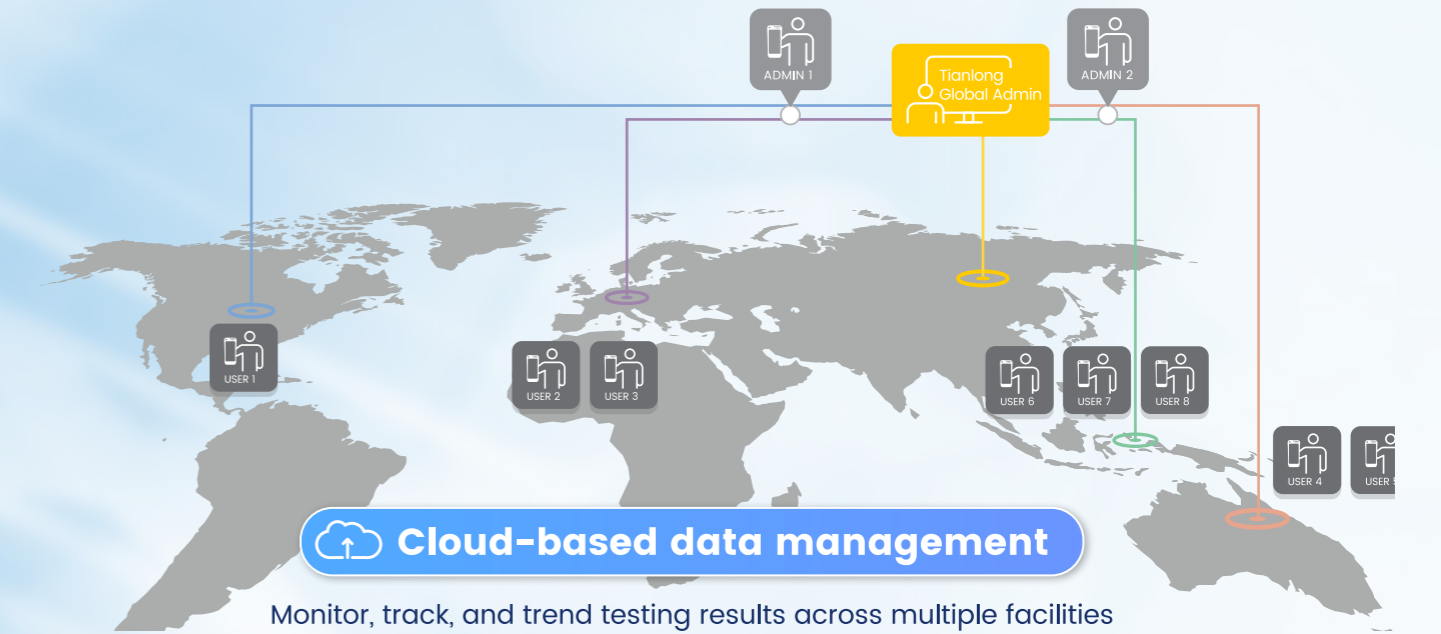 ADMIN 1
Tianlong
Global Admin
ADMIN 2
USER 1
USER 2
USER 3
USER 6
USER 7
USER 8
USER 4
USER
Cloud-based data management
Monitor, track, and trend testing results across multiple facilities